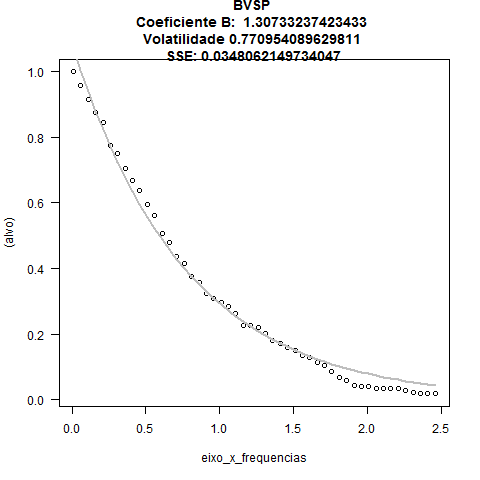 BVSP
Coeficiente B:  1.30733237423433
Volatilidade 0.770954089629811
SSE: 0.0348062149734047
1.0
0.8
0.6
0.4
0.2
0.0
(alvo)
0.0 0.5 1.0 1.5 2.0 2.5
eixo_x_frequencias